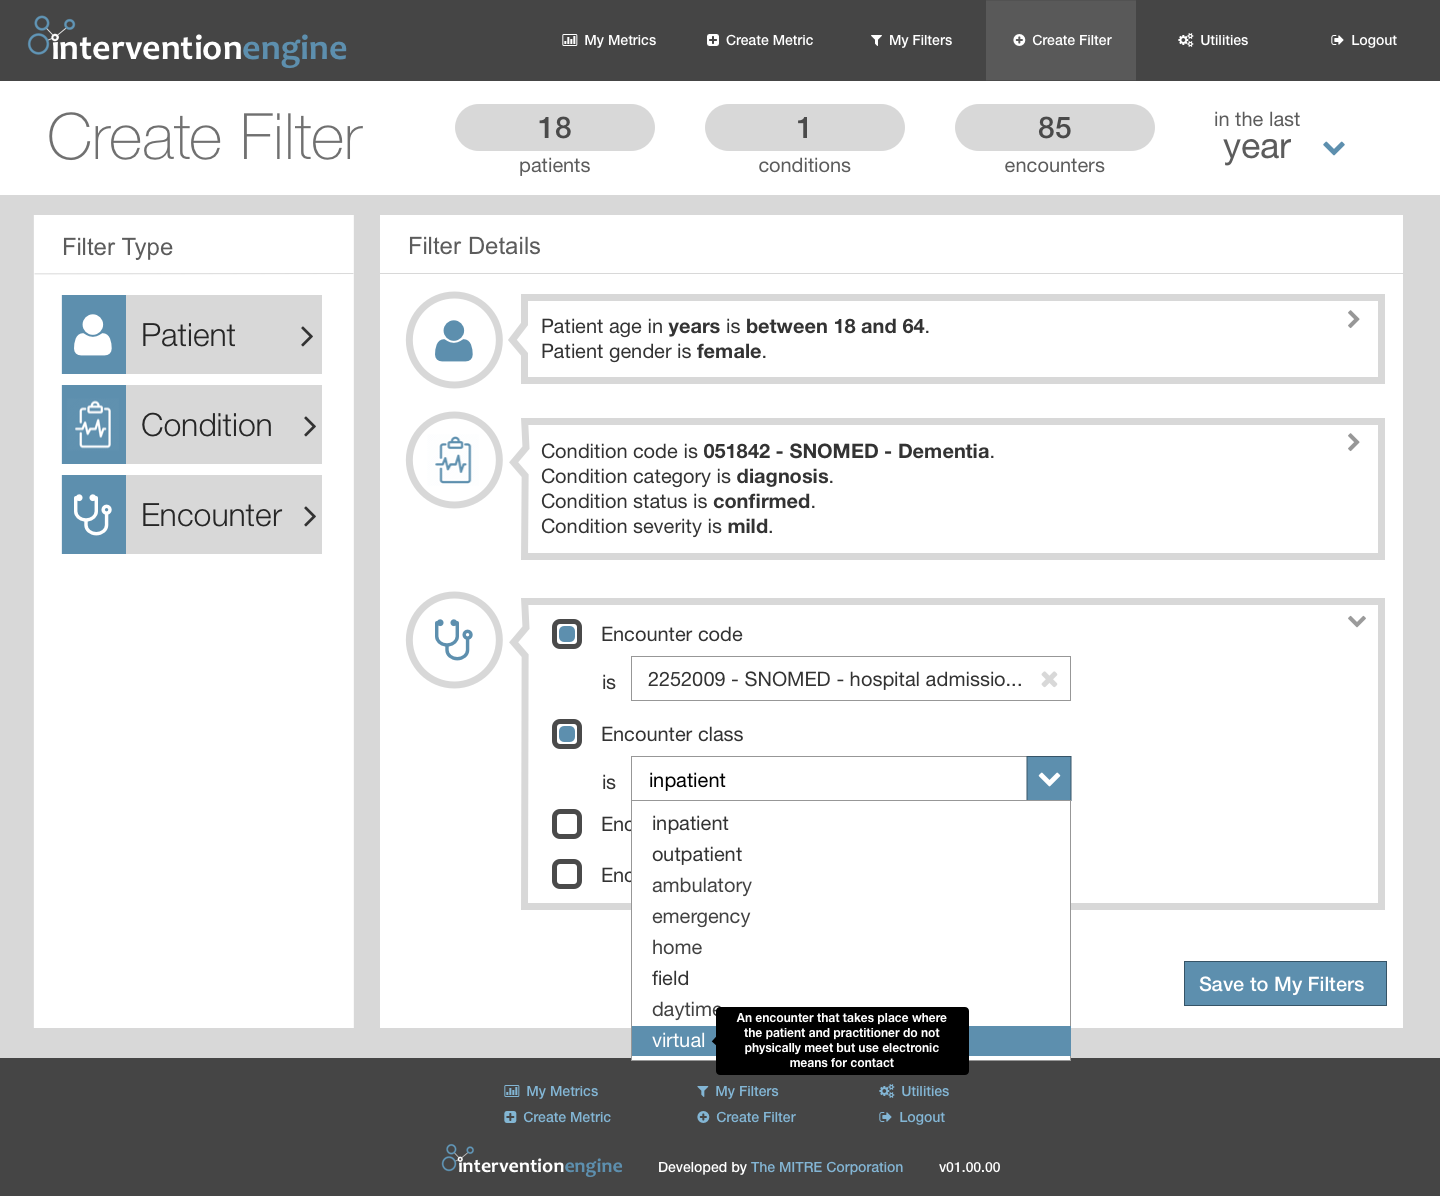 interventionengine
My Metrics
Create Metric
My Filters
Create Filter
Utilities
Logout
Create Filter
18
patients
1
conditions
85
encounters
in the last
year
Filter Type
Patient
Condition
Encounter
Filter Details
Patient age in years is between 18 and 64.
Patient gender is female.
Condition code is 051842 - SNOMED - Dementia.
Condition category is diagnosis.
Condition status is confirmed.
Condition severity is mild.
Encounter code
is 2252009 - SNOMED - hospital admissio...
Encounter class
is inpatient
inpatient
outpatient
ambulatory
emergency
home
field
daytime
virtual
An encounter that takes place where
the patient and practitioner do not
physically meet but use electronic
means for contact
Save to My Filters
My Metrics
My Filters
Utilities
Create Metric
Create Filter
Logout
interventionengine
Developed by The MITRE Corporation
v01.00.00